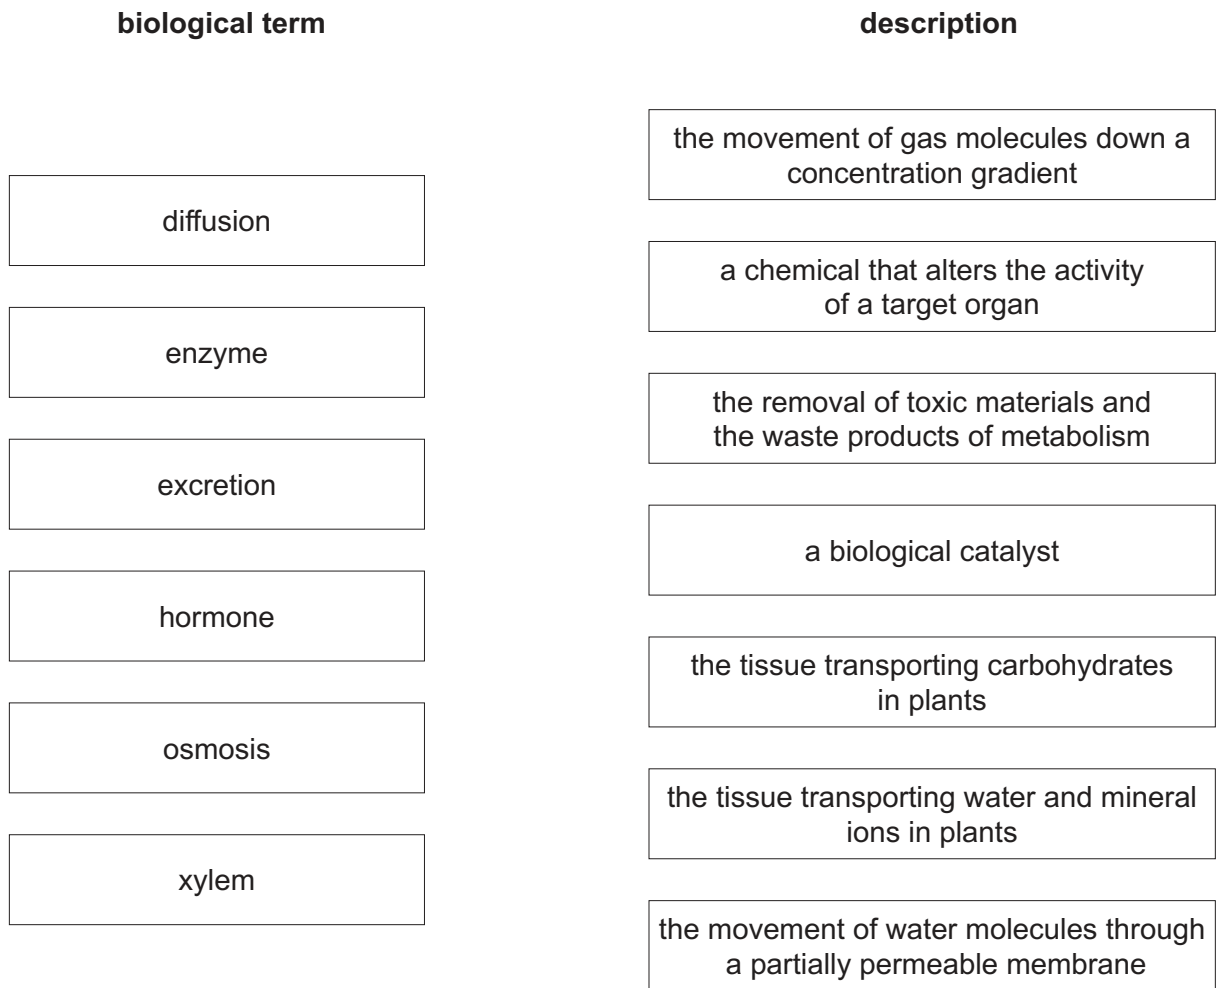 biological term
description
diffusion
enzyme
excretion
hormone
osmosis
xylem
the movement of gas molecules down a
concentration gradient
a chemical that alters the activity
of a target organ
the removal of toxic materials and
the waste products of metabolism
a biological catalyst
the tissue transporting carbohydrates
in plants
the tissue transporting water and mineral
ions in plants
the movement of water molecules through
a partially permeable membrane